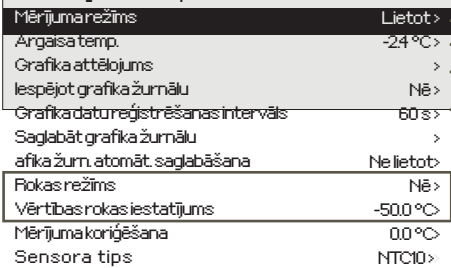 Mērījuma režīms Lietot >
Ārgaisa temp. -24 °C >
Grafika attēlojums >
Iespējot grafika žurnālu Nē >
Grafika datu reģistrēšanas intervāls 60 s >
Saglabāt grafika žurnālu >
afika žurn. atomāt. saglabāšana Ne lietot >
Rokas režīms Nē >
Vērtības rokas iestatījums -50.0 °C >
Mērījuma koriģēšana 0.0 °C >
Sensora tips NTC10 >